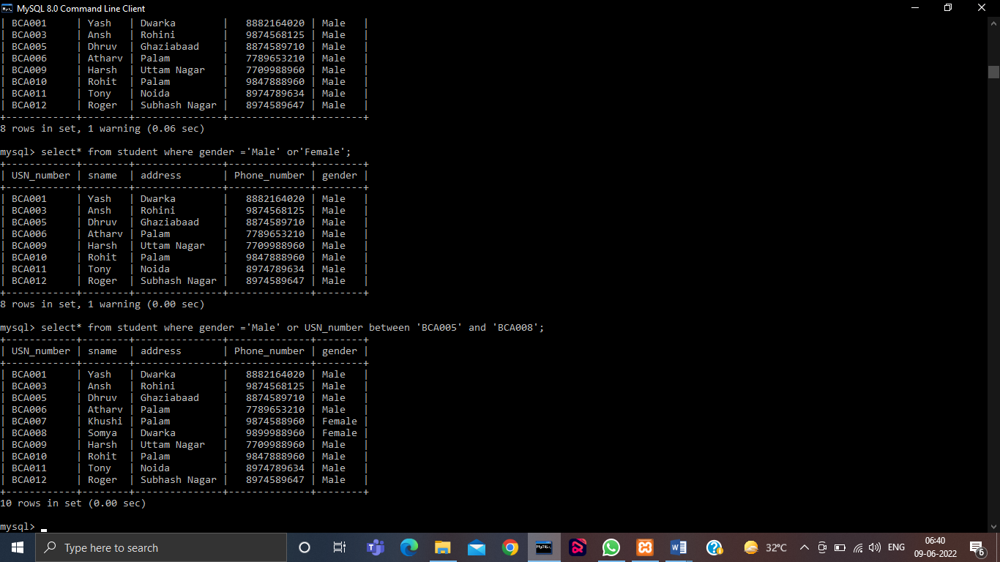 MySQL 8.0 Command Line Client
| BCA001     | Yash   | Dwarka        |   8882164020 | Male   |
| BCA003     | Ansh   | Rohini        |   9874568125 | Male   |
| BCA005     | Dhruv  | Ghaziabaad    |   8874589710 | Male   |
| BCA006     | Atharv | Palam         |   7789653210 | Male   |
| BCA009     | Harsh  | Uttam Nagar   |   7709988960 | Male   |
| BCA010     | Rohit  | Palam         |   9847888960 | Male   |
| BCA011     | Tony   | Noida         |   8974789634 | Male   |
| BCA012     | Roger  | Subhash Nagar |   8974589647 | Male   |
+------------+--------+---------------+--------------+--------+
8 rows in set, 1 warning (0.06 sec)
mysql> select* from student where gender ='Male' or'Female';
+------------+--------+---------------+--------------+--------+
| USN_number | sname  | address       | Phone_number | gender |
+------------+--------+---------------+--------------+--------+
| BCA001     | Yash   | Dwarka        |   8882164020 | Male   |
| BCA003     | Ansh   | Rohini        |   9874568125 | Male   |
| BCA005     | Dhruv  | Ghaziabaad    |   8874589710 | Male   |
| BCA006     | Atharv | Palam         |   7789653210 | Male   |
| BCA009     | Harsh  | Uttam Nagar   |   7709988960 | Male   |
| BCA010     | Rohit  | Palam         |   9847888960 | Male   |
| BCA011     | Tony   | Noida         |   8974789634 | Male   |
| BCA012     | Roger  | Subhash Nagar |   8974589647 | Male   |
+------------+--------+---------------+--------------+--------+
8 rows in set, 1 warning (0.00 sec)
mysql> select* from student where gender ='Male' or USN_number between 'BCA005' and 'BCA008';
+------------+--------+---------------+--------------+--------+
| USN_number | sname  | address       | Phone_number | gender |
+------------+--------+---------------+--------------+--------+
| BCA001     | Yash   | Dwarka        |   8882164020 | Male   |
| BCA003     | Ansh   | Rohini        |   9874568125 | Male   |
| BCA005     | Dhruv  | Ghaziabaad    |   8874589710 | Male   |
| BCA006     | Atharv | Palam         |   7789653210 | Male   |
| BCA007     | Khushi | Palam         |   9874588960 | Female |
| BCA008     | Somya  | Dwarka        |   9899988960 | Female |
| BCA009     | Harsh  | Uttam Nagar   |   7709988960 | Male   |
| BCA010     | Rohit  | Palam         |   9847888960 | Male   |
| BCA011     | Tony   | Noida         |   8974789634 | Male   |
| BCA012     | Roger  | Subhash Nagar |   8974589647 | Male   |
+------------+--------+---------------+--------------+--------+
10 rows in set (0.00 sec)
mysql> _
Type here to search
32°C
ENG
06:40
09-06-2022
6